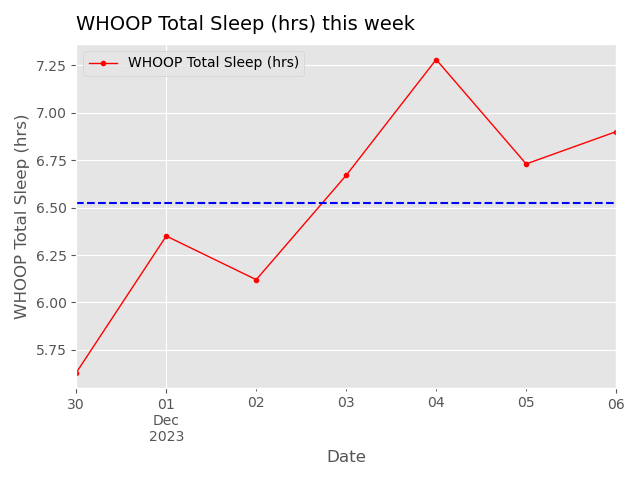 WHOOP Total Sleep (hrs) this week
WHOOP Total Sleep (hrs)
WHOOP Total Sleep (hrs)
7.25
7.00
6.75
6.50
6.25
6.00
5.75
30 01 02 03 04 05 06
Dec
2023
Date